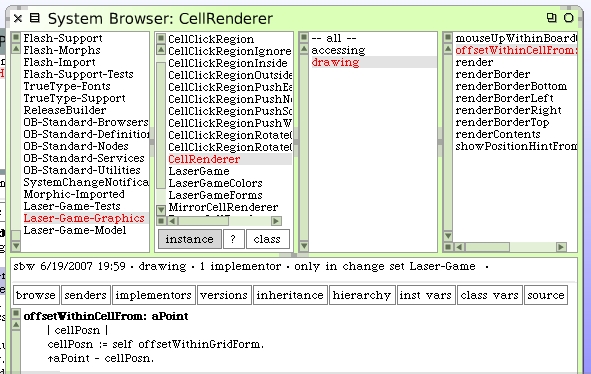 System Browser: CellRenderer
Flash-Support
Flash-Morphs
Flash-Import
Flash-Support-Tests
TrueType-Fonts
TrueType-Support
ReleaseBuilder
OB-Standard-Browsers
OB-Standard-Definition
OB-Standard-Nodes
OB-Standard-Services
OB-Standard-Utilities
SystemChangeNotifica
Morphic-Imported
Laser-Game-Tests
Laser-Game-Graphics
Laser-Game-Model
CellClickRegion
CellClickRegionIgnore
CellClickRegionInside
CellClickRegionOutside
CellClickRegionPushEa
CellClickRegionPushNo
CellClickRegionPushSo
CellClickRegionPushW
CellClickRegionRotateC
CellClickRegionRotateC
CellRenderer
LaserGame
LaserGameColors
LaserGameForms
MirrorCellRenderer
instance ? class
-- all --
accessing
drawing
mouseUpWithinBoard
offsetWithinCellFrom:
render
renderBorder
renderBorderBottom
renderBorderLeft
renderBorderRight
renderBorderTop
renderContents
showPositionHintFrom
sbw 6/19/2007 19:59 · drawing · 1 implementor · only in change set Laser-Game ·
browse senders implementors versions inheritance hierarchy inst vars class vars source
offsetWithinCellFrom: aPoint
| cellPosn |
cellPosn := self offsetWithinGridForm.
↑aPoint - cellPosn.